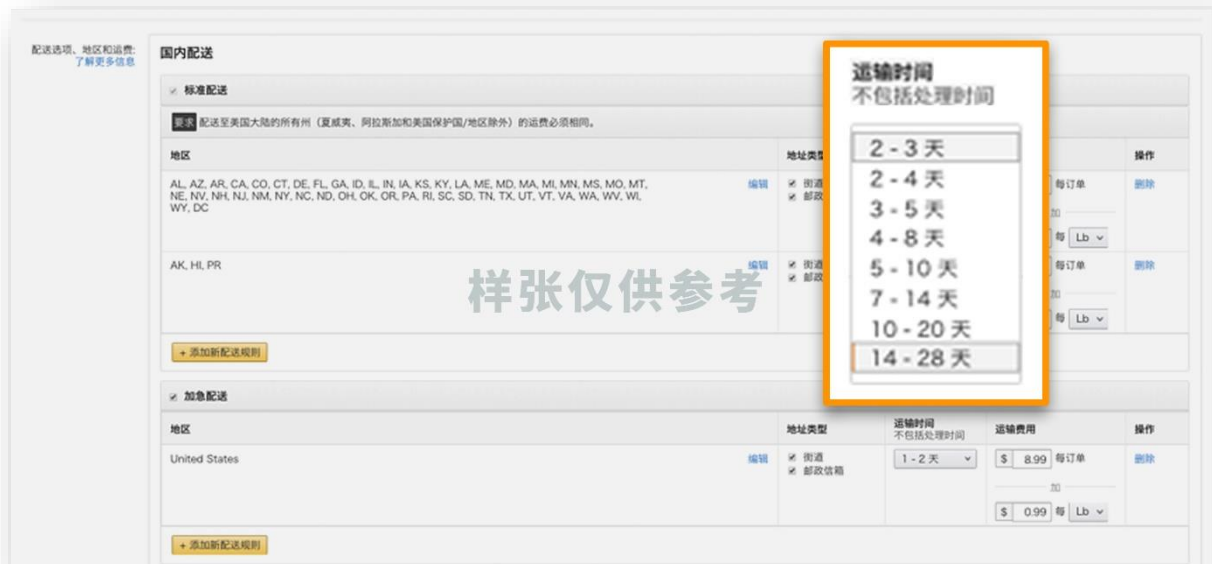 配送选项、地区和运费:
了解更多信息
国内配送
标准配送
要求 配送至美国大陆的所有州（夏威夷、阿拉斯加和美国保护国/地区除外）的运费必须相同。
地区 地址类型 操作
AL, AZ, AR, CA, CO, CT, DE, FL, GA, ID, IL, IN, IA, KS, KY, LA, ME, MD, MA, MI, MN, MS, MO, MT, 编辑 街道 每订单 删除
NE, NV, NH, NJ, NM, NY, NC, ND, OH, OK, OR, PA, RI, SC, SD, TN, TX, UT, VT, VA, WA, WV, WI, 邮政
WY, DC 加
每 Lb
AK, HI, PR 编辑 街道 每订单 删除
邮政
加
每 Lb
+ 添加新配送规则
运输时间
不包括处理时间
2 - 3 天
2 - 4 天
3 - 5 天
4 - 8 天
5 - 10 天
7 - 14 天
10 - 20 天
14 - 28 天
样张仅供参考
加急配送
地区 地址类型 运输时间 运输费用 操作
不包括处理时间
United States 编辑 街道 1 - 2 天 $ 8.99 每订单 删除
邮政信箱
加
$ 0.99 每 Lb
+ 添加新配送规则